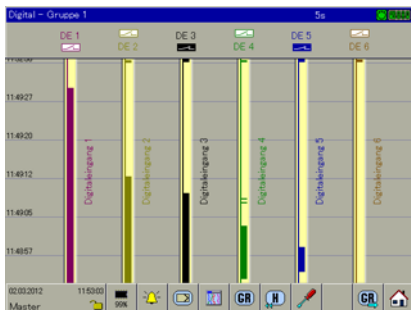 Digital - Gruppe 1 5s
DE 1 DE 2 DE 3 DE 4 DE 5 DE 6
11:49:27
11:49:20
11:49:12
11:49:05
11:48:57
Digitaleingang 1
Digitaleingang 2
Digitaleingang 3
Digitaleingang 4
Digitaleingang 5
Digitaleingang 6
02.03.2012 11:53:03
Master
99%
GR
H
GR